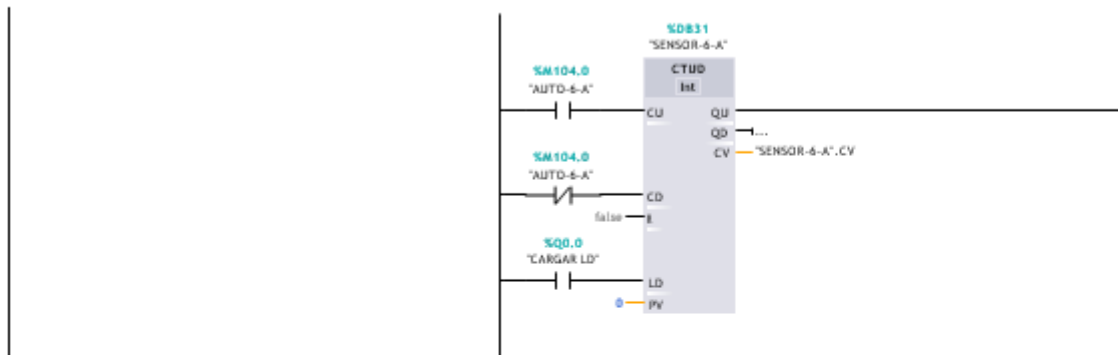 %DB31
"SENSOR-6-A"
%M104.0
"AUTO-6-A"
CTUD
Int
CU
QU
QD
...
CV
"SENSOR-6-A".CV
%M104.0
"AUTO-6-A"
CD
false
R
%Q0.0
"CARGAR LD"
LD
0
PV